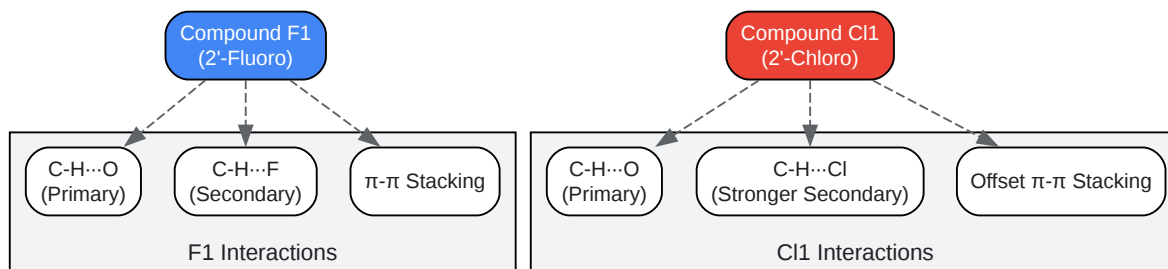 Compound F1
(2'-Fluoro)
C-H···O
(Primary)
C-H···F
(Secondary)
π-π Stacking
F1 Interactions
Compound Cl1
(2'-Chloro)
C-H···O
(Primary)
C-H···Cl
(Stronger Secondary)
Offset π-π Stacking
Cl1 Interactions